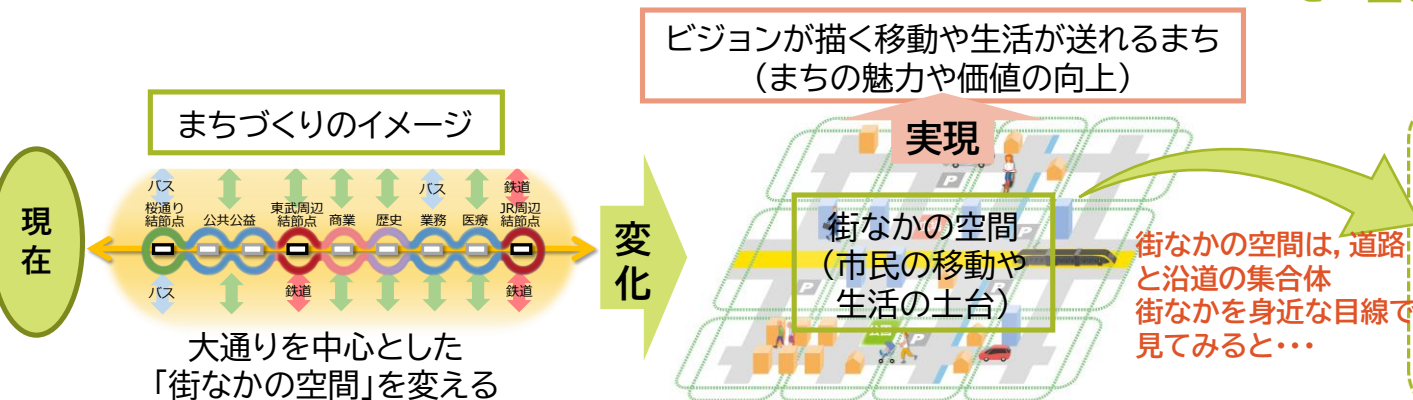 ビジョンが描く移動や生活が送れるまち
(まちの魅力や価値の向上)
まちづくりのイメージ
実現
現在
バス
バス
鉄道
桜通り
結節点
公共公益
東武周辺
結節点
商業
歴史
業務
医療
JR周辺
結節点
バス
鉄道
鉄道
大通りを中心とした
「街なかの空間」を変える
変化
街なかの空間
(市民の移動や
生活の土台)
P
P
P
P
公園
街なかの空間は,道路
と沿道の集合体
街なかを身近な目線で
見てみると・・・